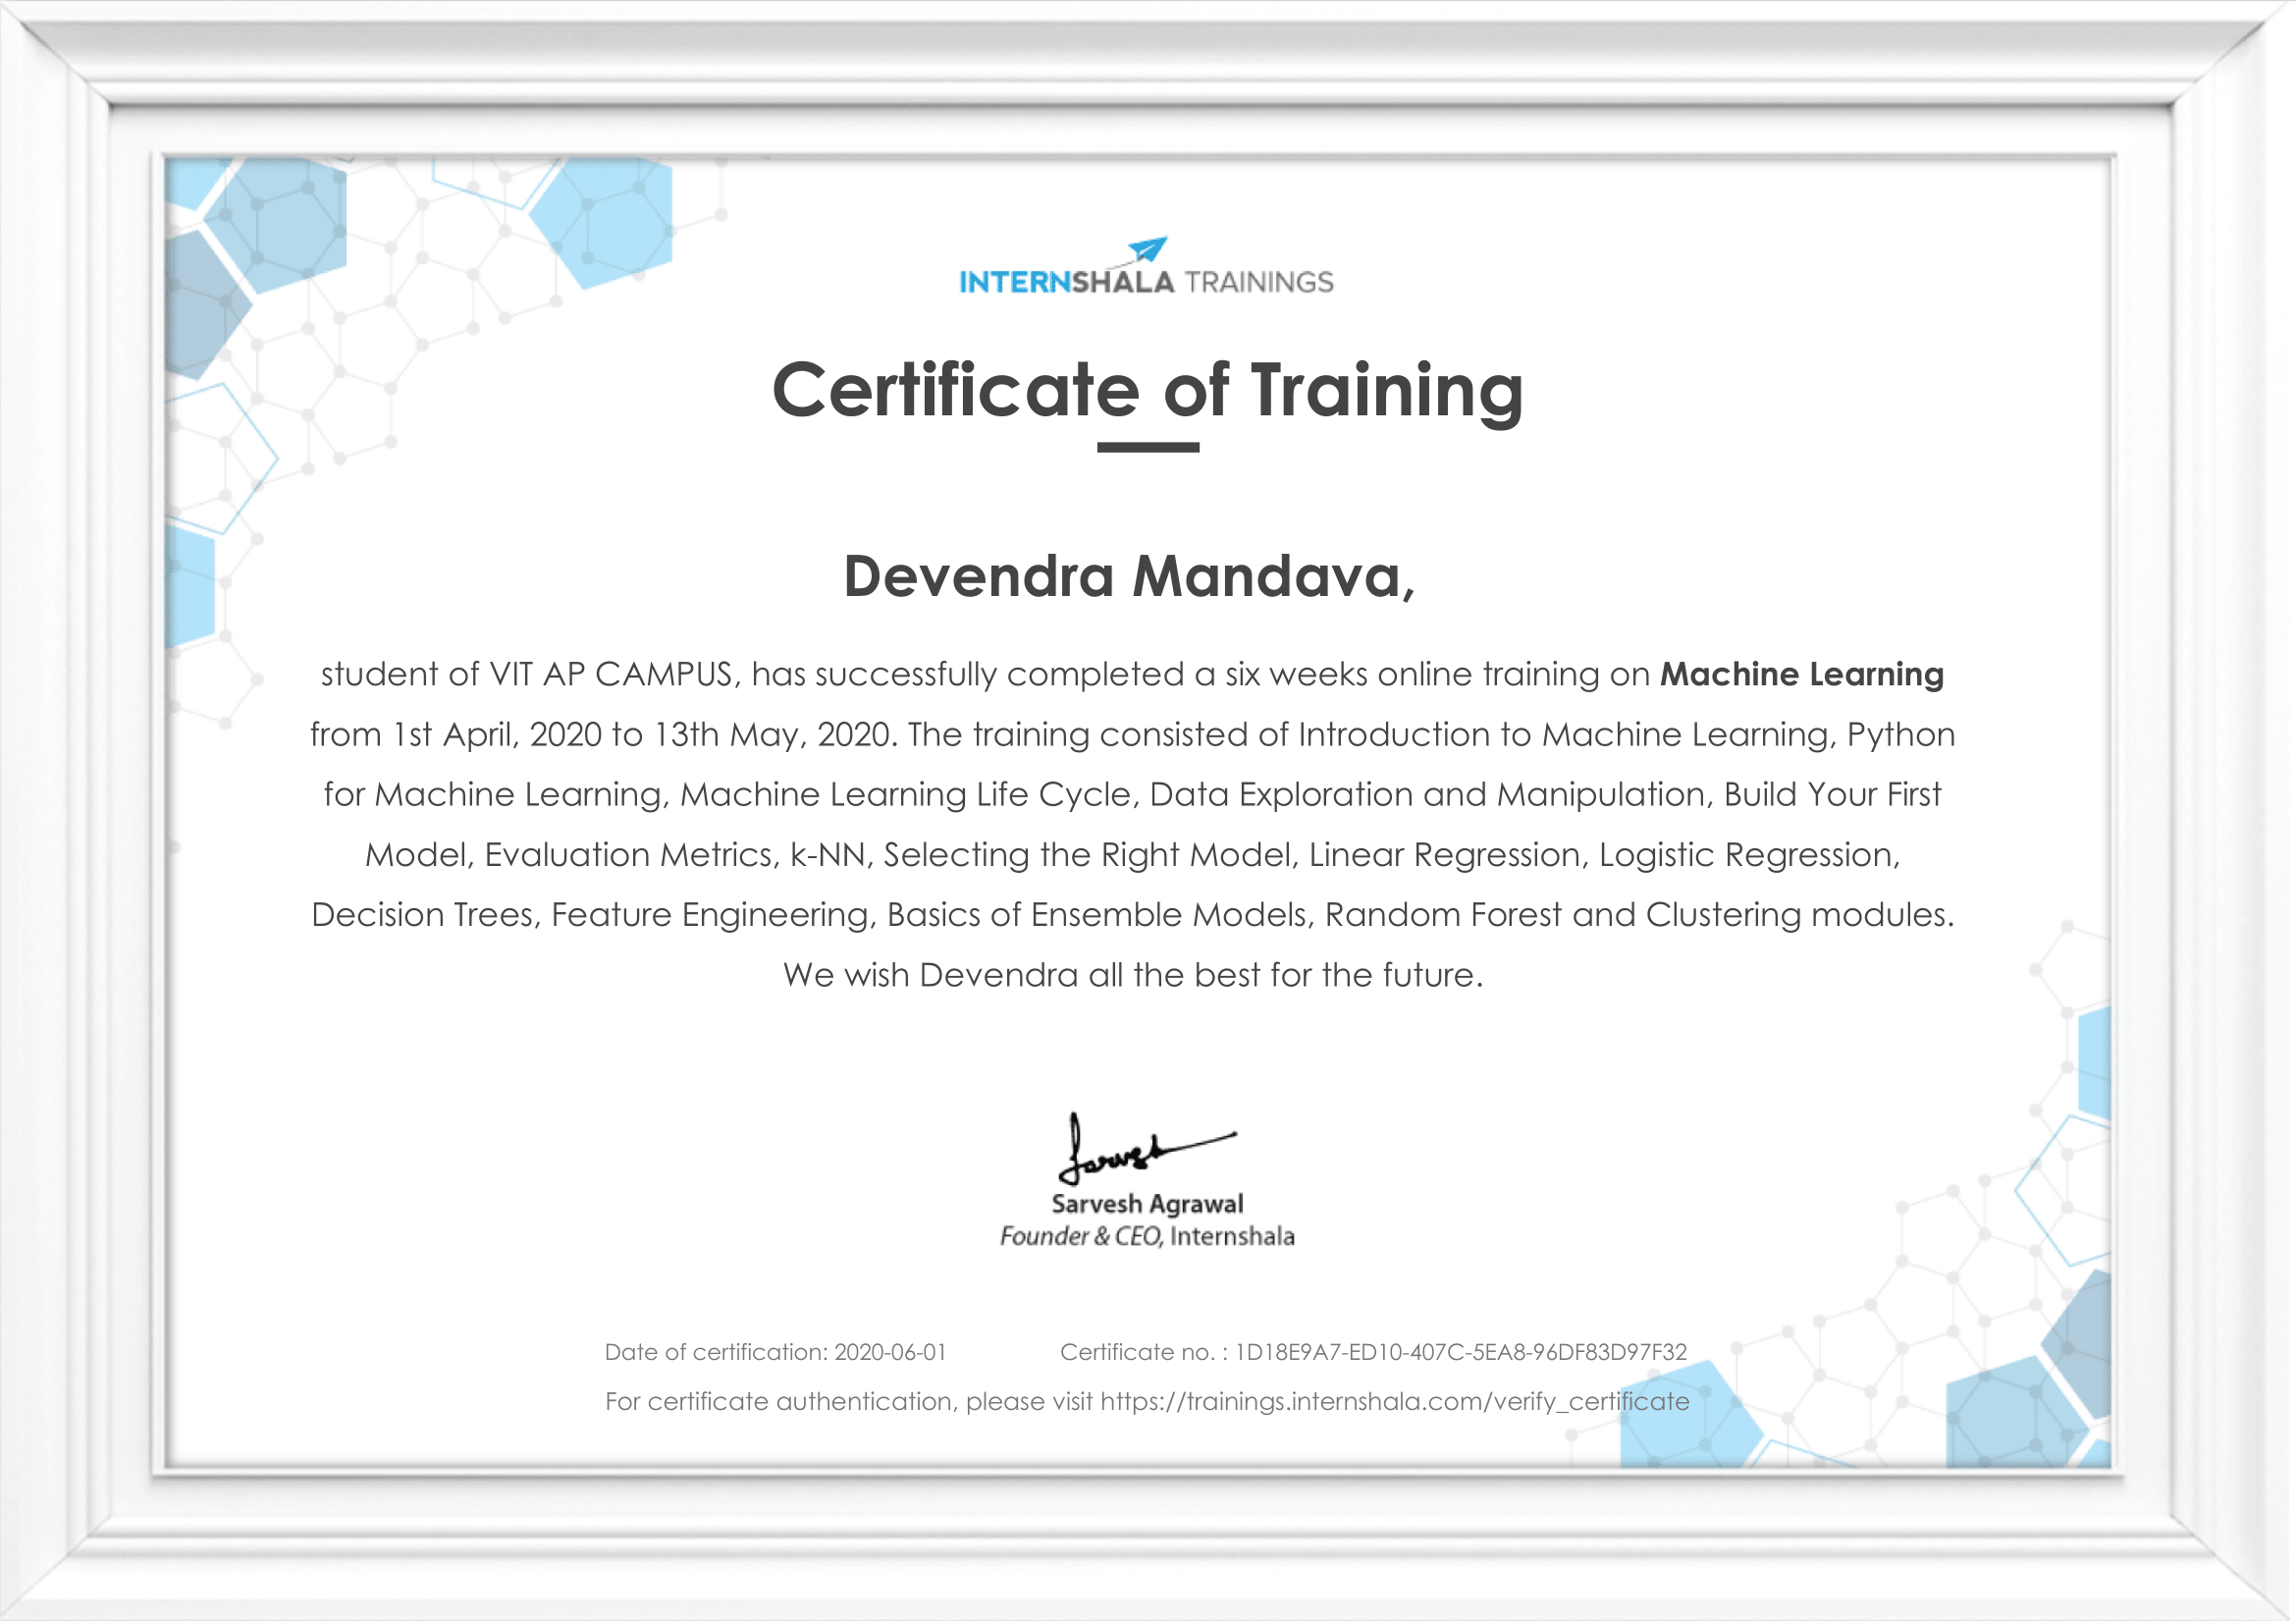 INTERNSHALA TRAININGS
Certificate of Training
Devendra Mandava,
student of VIT AP CAMPUS, has successfully completed a six weeks online training on Machine Learning
from 1st April, 2020 to 13th May, 2020. The training consisted of Introduction to Machine Learning, Python
for Machine Learning, Machine Learning Life Cycle, Data Exploration and Manipulation, Build Your First
Model, Evaluation Metrics, k-NN, Selecting the Right Model, Linear Regression, Logistic Regression,
Decision Trees, Feature Engineering, Basics of Ensemble Models, Random Forest and Clustering modules.
We wish Devendra all the best for the future.
Sarvesh
Sarvesh Agrawal
Founder & CEO, Internshala
Date of certification: 2020-06-01 Certificate no. : 1D18E9A7-ED10-407C-5EA8-96DF83D97F32
For certificate authentication, please visit https://trainings.internshala.com/verify_certificate